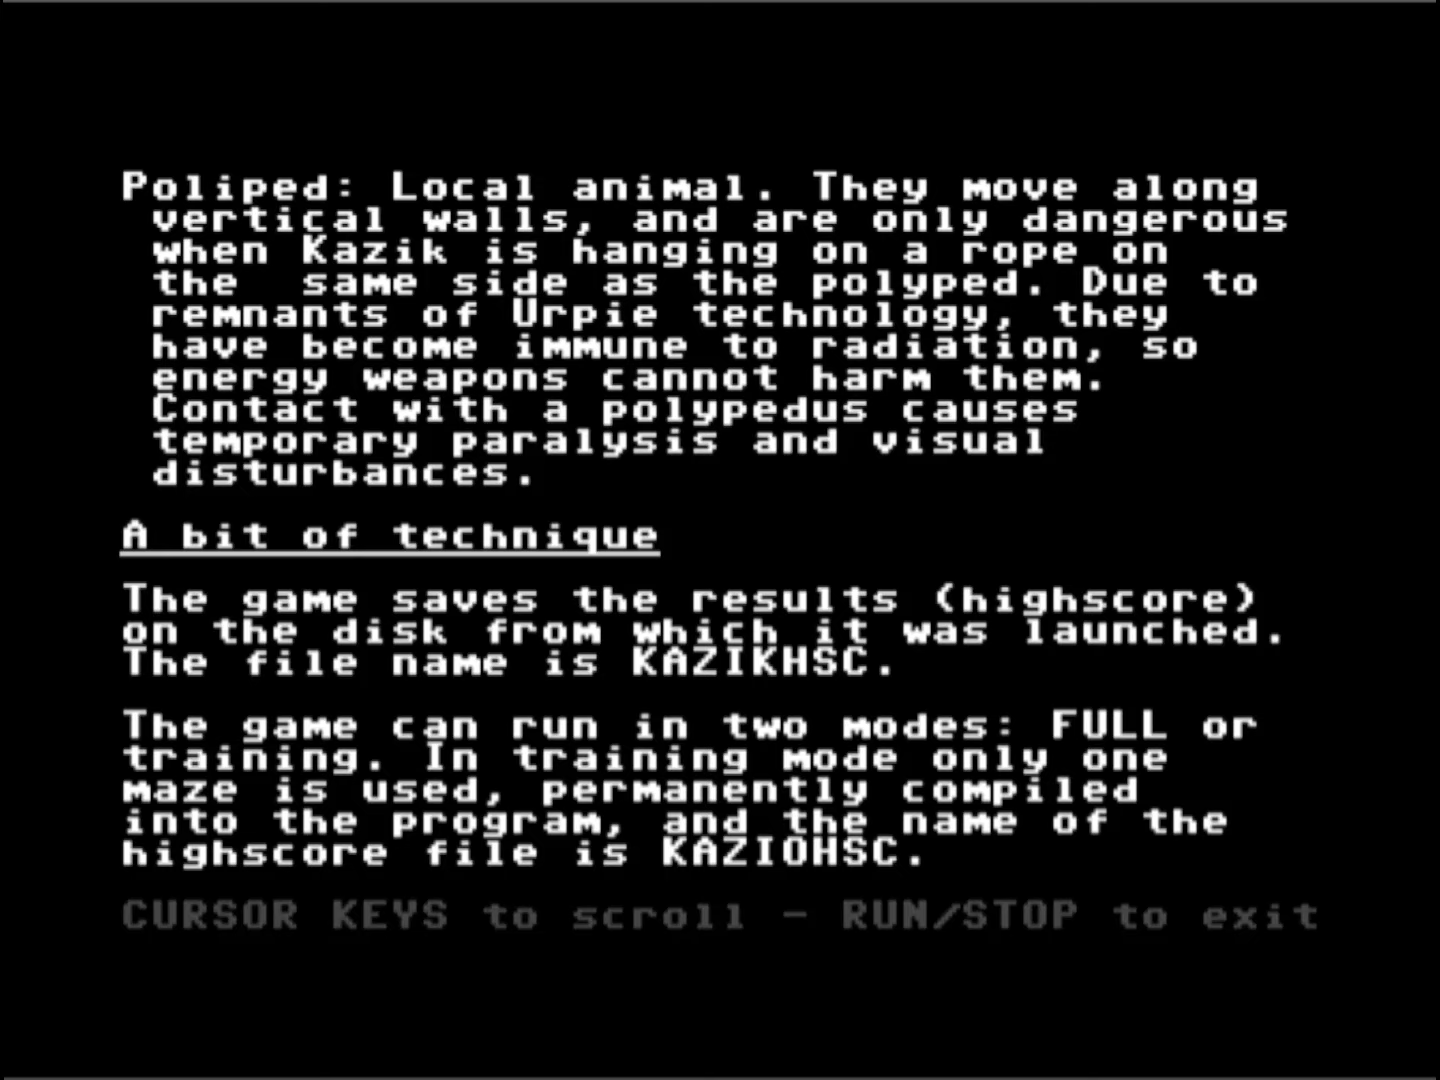 Poliped: Local animal. They move along
vertical walls, and are only dangerous
when Kazik is hanging on a rope on
the  same side as the polyped. Due to
remnants of Urpie technology, they
have become immune to radiation, so
energy weapons cannot harm them.
Contact with a polypedus causes
temporary paralysis and visual
disturbances.
A bit of technique
The game saves the results (highscore)
on the disk from which it was launched.
The file name is KAZIKHSC.
The game can run in two modes: FULL or
training. In training mode only one
maze is used, permanently compiled
into the program, and the name of the
highscore file is KAZIOHSC.
CURSOR KEYS to scroll - RUN/STOP to exit